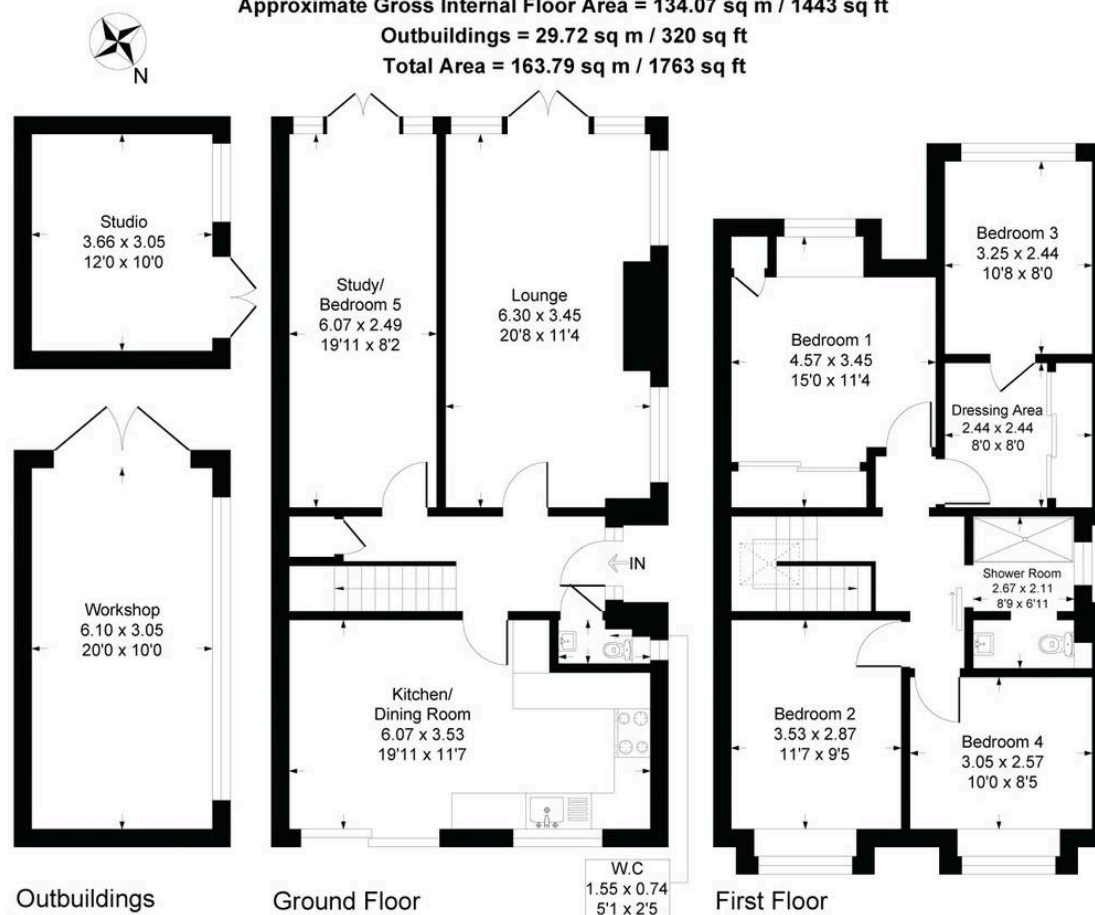 Approximate Gross Internal Floor Area = 134.07 sq m / 1443 sq ft
Outbuildings = 29.72 sq m / 320 sq ft
Total Area = 163.79 sq m / 1763 sq ft
N
Studio
3.66 x 3.05
12'0 x 10'0
Workshop
6.10 x 3.05
20'0 x 10'0
Outbuildings
Study/
Bedroom 5
6.07 x 2.49
19'11 x 8'2
Lounge
6.30 x 3.45
20'8 x 11'4
IN
Kitchen/
Dining Room
6.07 x 3.53
19'11 x 11'7
W.C
1.55 x 0.74
5'1 x 2'5
Ground Floor
Bedroom 3
3.25 x 2.44
10'8 x 8'0
Bedroom 1
4.57 x 3.45
15'0 x 11'4
Dressing Area
2.44 x 2.44
8'0 x 8'0
Shower Room
2.67 x 2.11
8'9 x 6'11
Bedroom 2
3.53 x 2.87
11'7 x 9'5
Bedroom 4
3.05 x 2.57
10'0 x 8'5
First Floor